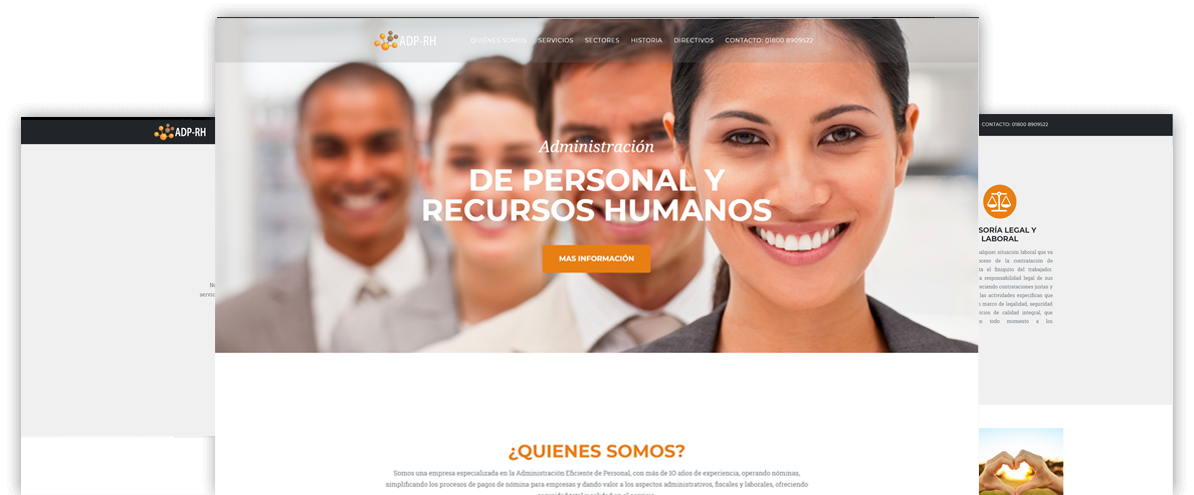 ADP-RH
QUIENES SOMOS SERVICIOS SECTORES HISTORIA DIRECTIVOS CONTACTO: 01800 8909522
Administración
DE PERSONAL Y
RECURSOS HUMANOS
MAS INFORMACIÓN
¿QUIENES SOMOS?
Somos una empresa especializada en la Administración Eficiente de Personal, con más de 10 años de experiencia, operando nóminas,
simplificando los procesos de pagos de nómina para empresas y dando valor a los aspectos administrativos, fiscales y laborales, ofreciendo
ADP-RH
No
servic
CONTACTO: 01800 8909522
SORÍA LEGAL Y
LABORAL
alquier situación laboral que va
oceso de la contratación de
ta el finiquito del trabajador.
a responsabilidad legal de sus
eciendo contrataciones justas y
las actividades específicas que
marco de legalidad, seguridad
icios de calidad integral, que
en todo momento a los